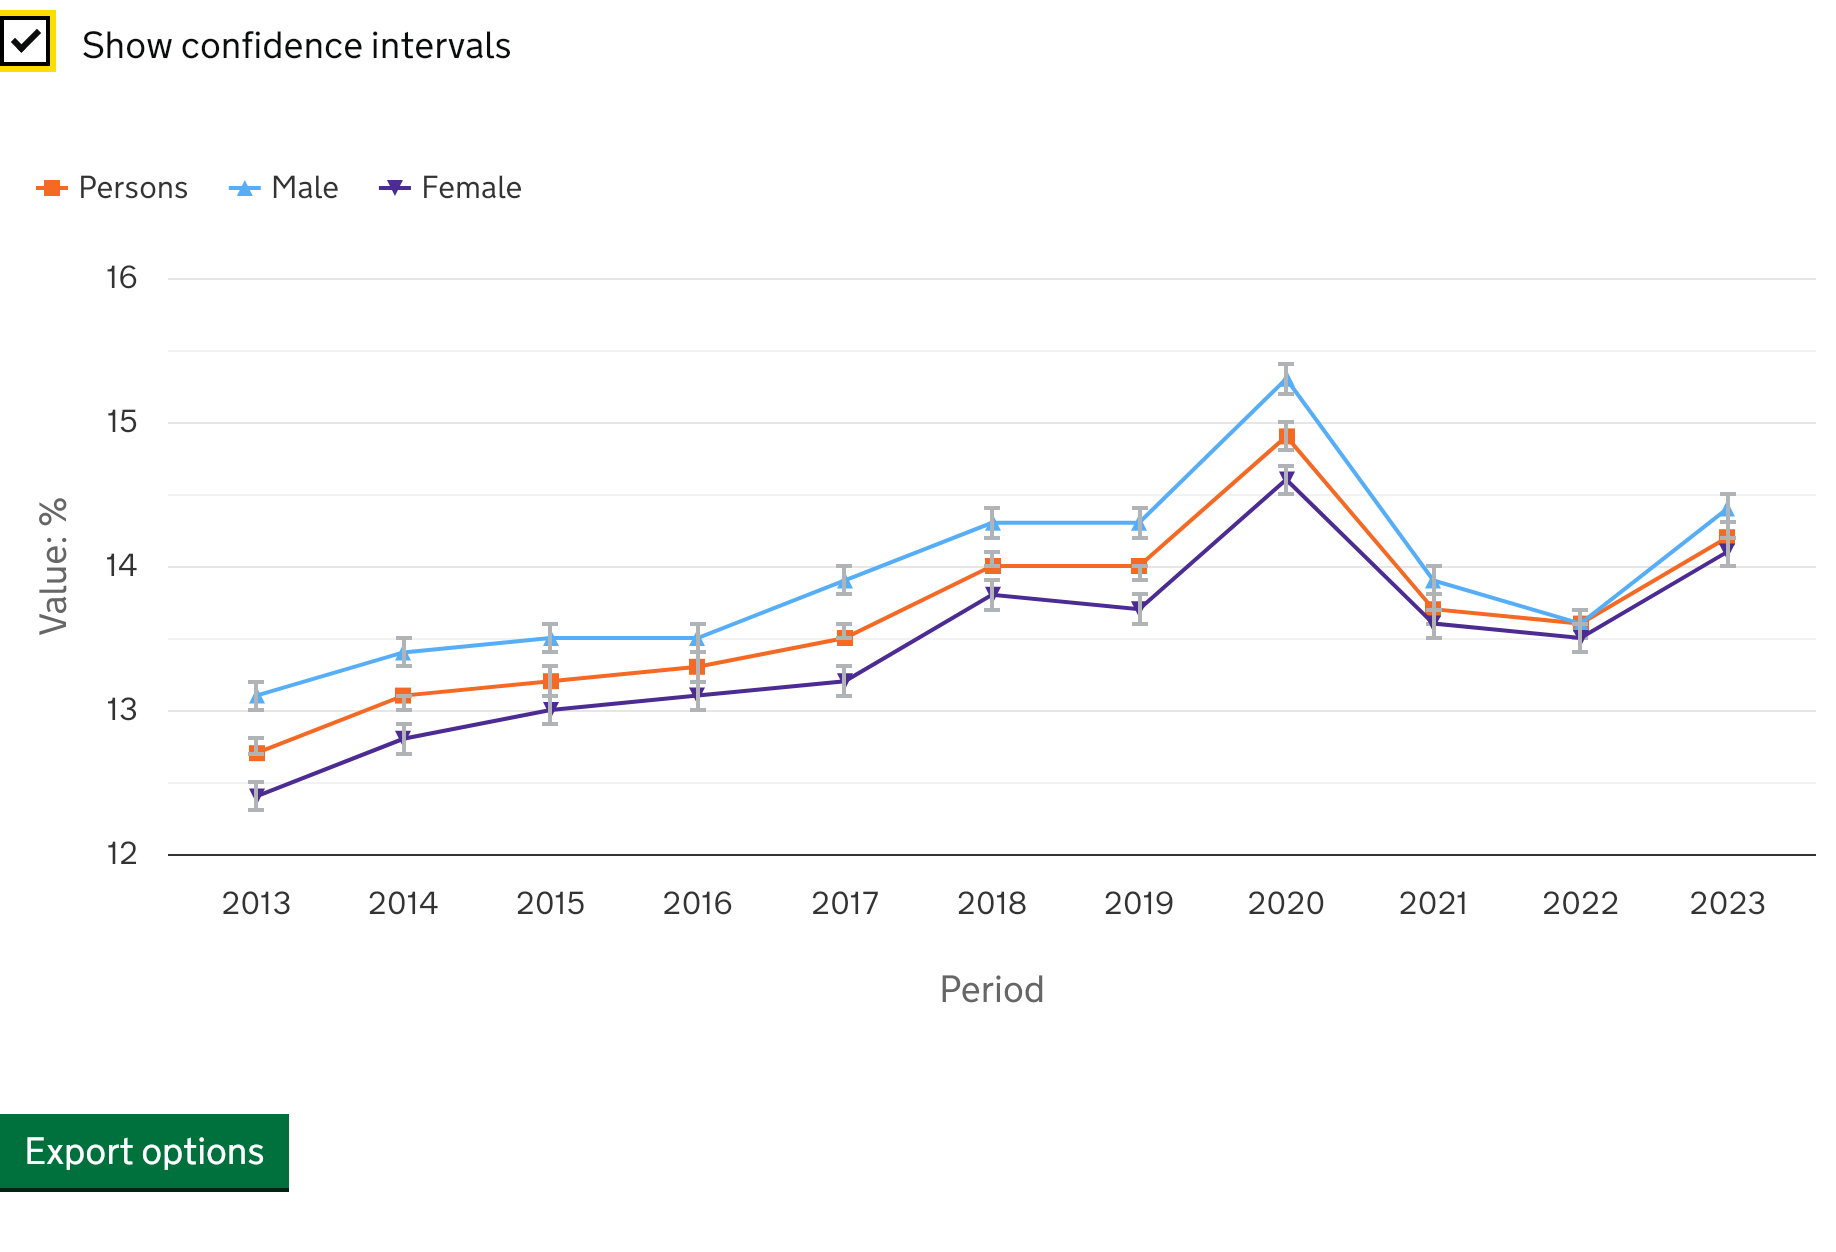 Show confidence intervals
Persons Male Female
16
15
14
13
12
Value: %
2013 2014 2015 2016 2017 2018 2019 2020 2021 2022 2023
Period
Export options